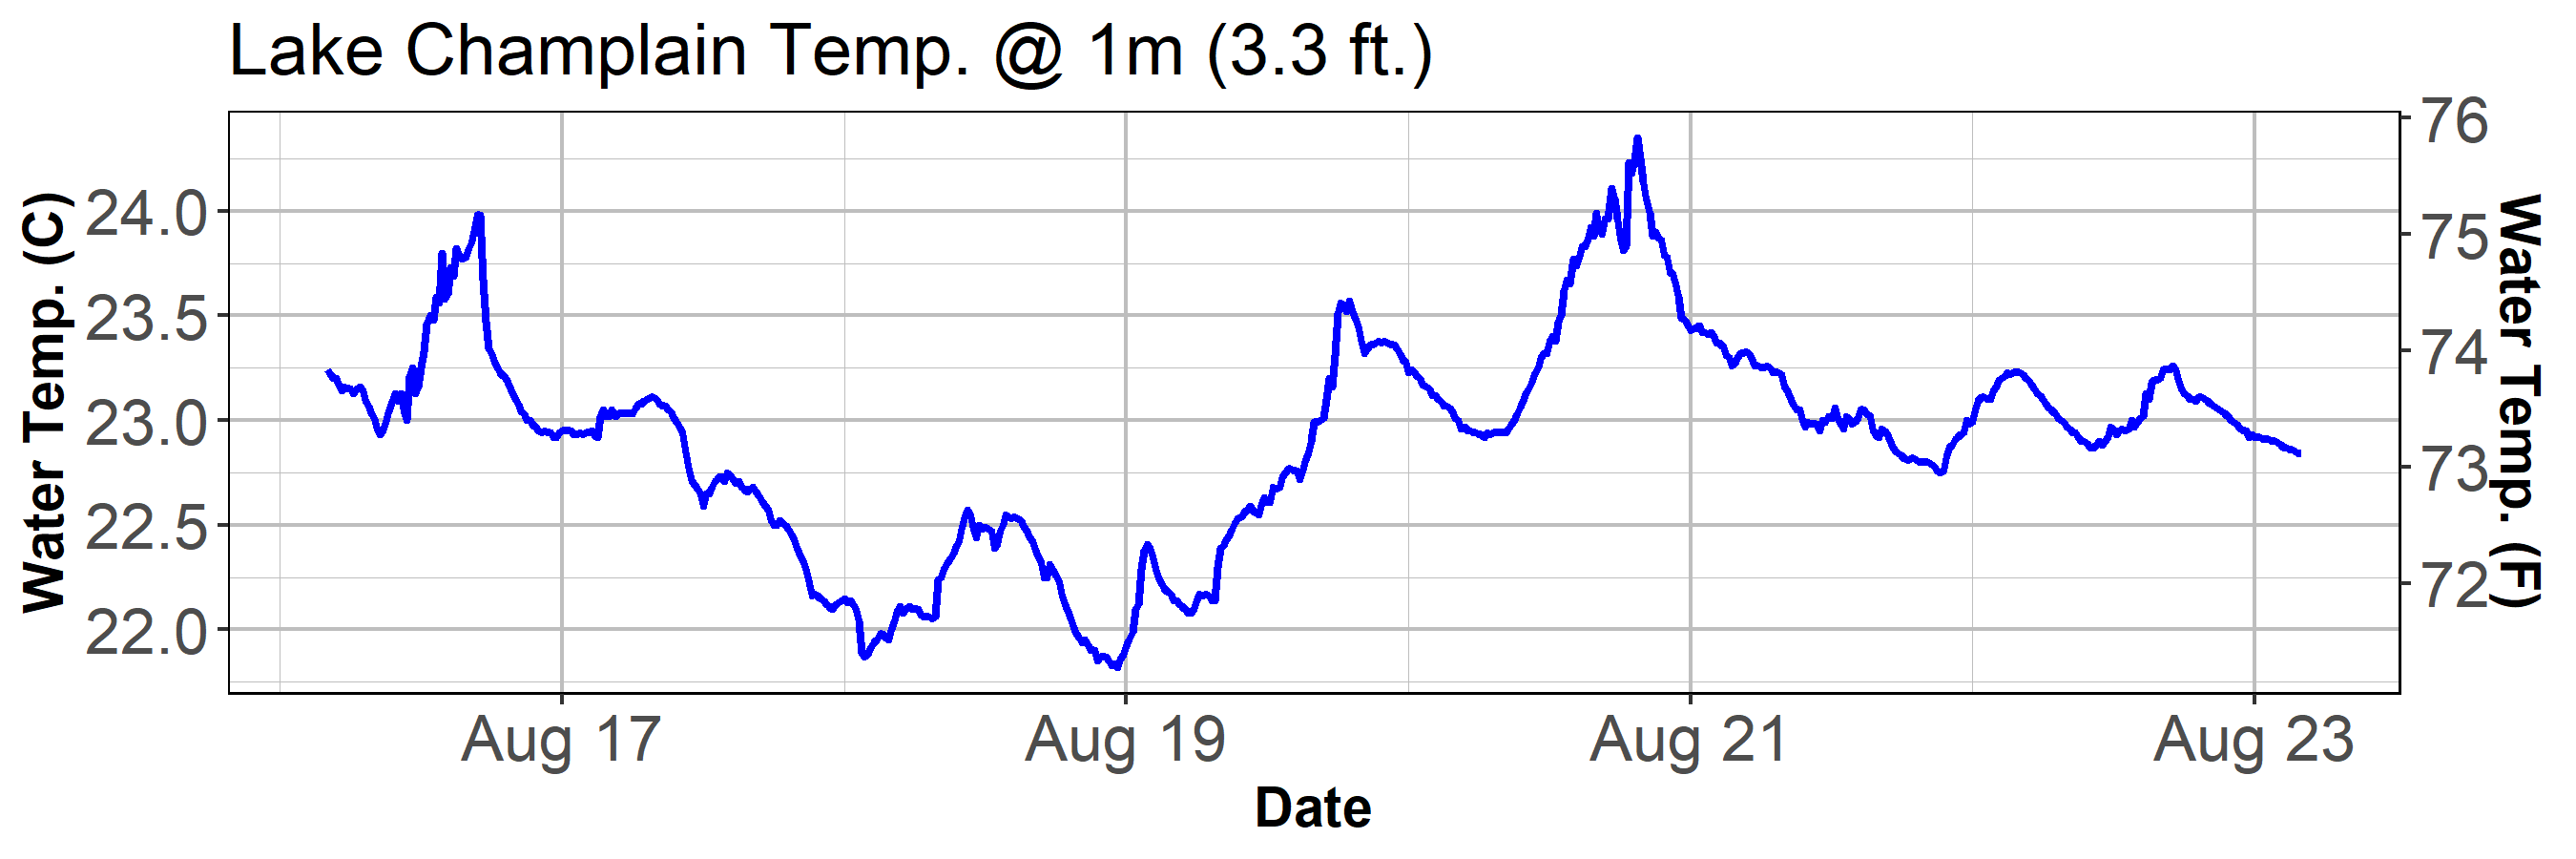 Lake Champlain Temp. @ 1m (3.3 ft.)
Water Temp. (C)
24.0
23.5
23.0
22.5
22.0
76
75
74
73
72
Water Temp. (F)
Aug 17 Aug 19 Aug 21 Aug 23
Date